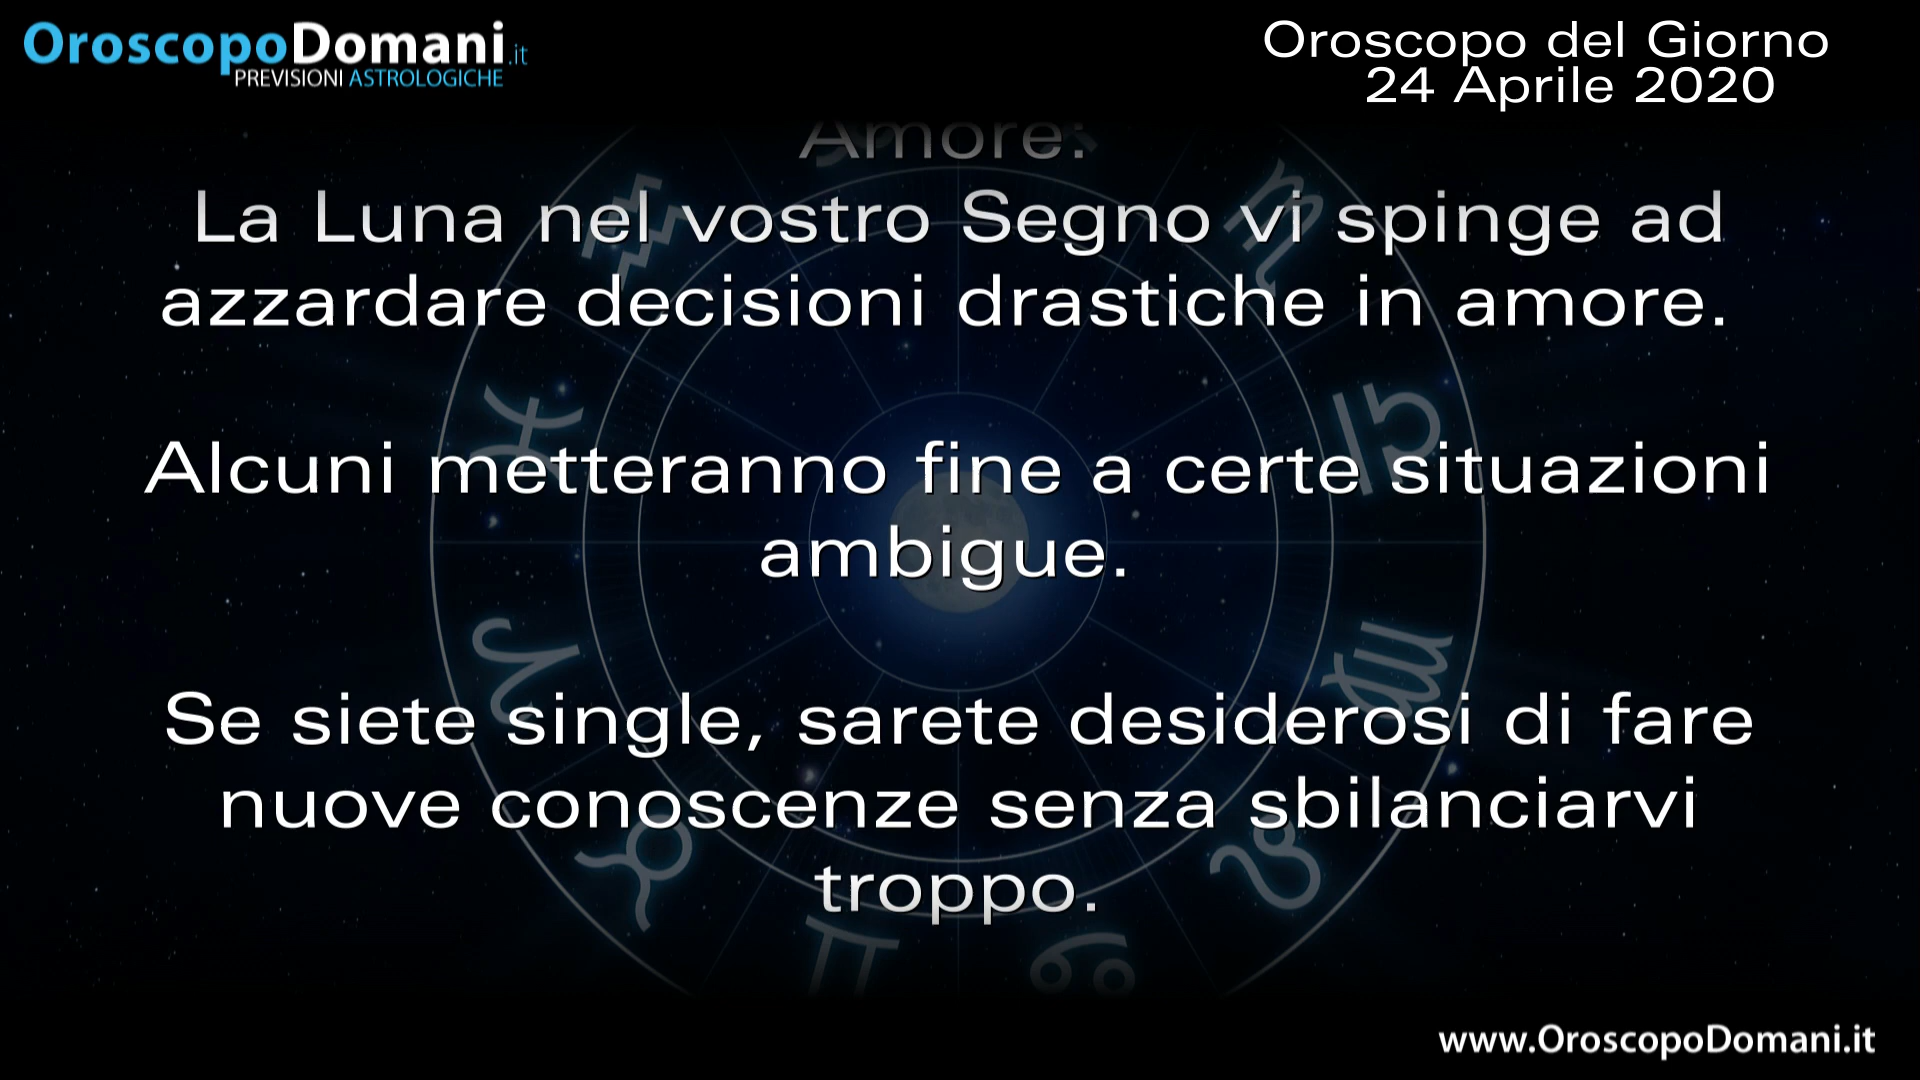 OroscopoDomani.it
PREVISIONI ASTROLOGICHE
Oroscopo del Giorno
24 Aprile 2020
Amore:
La Luna nel vostro Segno vi spinge ad
azzardare decisioni drastiche in amore.
Alcuni metteranno fine a certe situazioni
ambigue.
Se siete single, sarete desiderosi di fare
nuove conoscenze senza sbilanciarvi
troppo.
www.OroscopoDomani.it